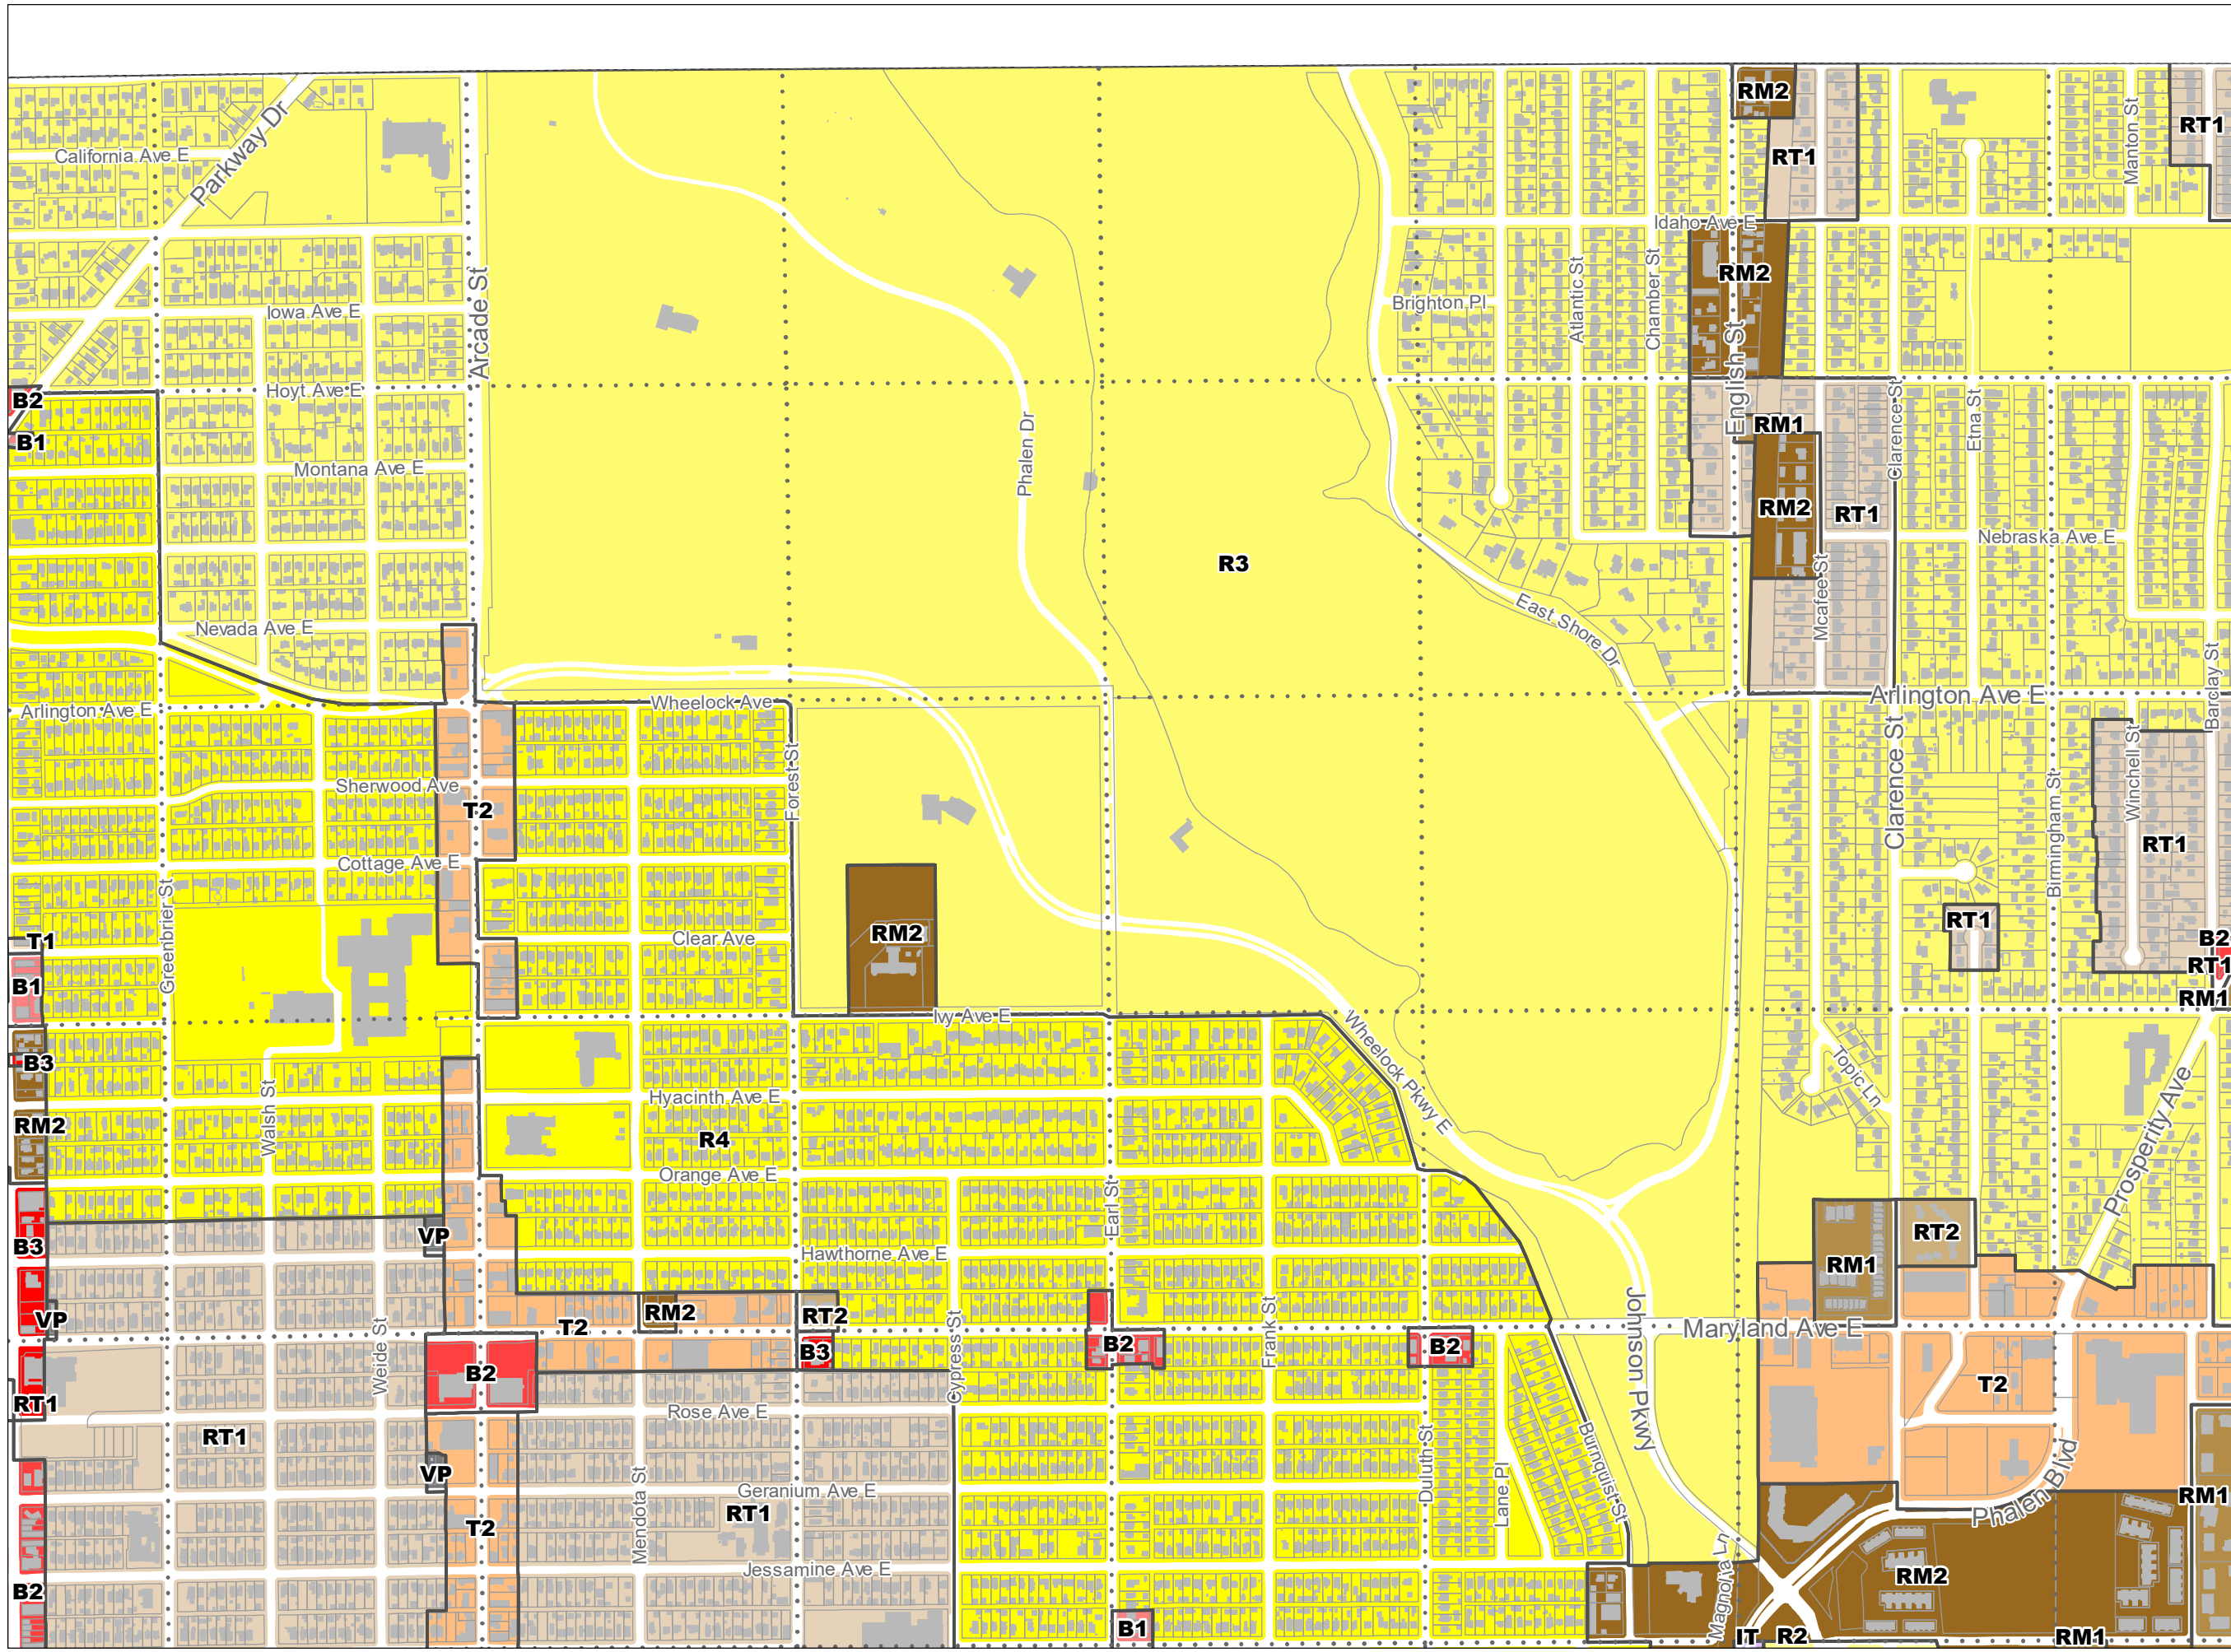 RM2
RT1
Manton St
Parkway Dr
California Ave E
RT1
Idaho Ave E
RM2
Arcade St
Atlantic St
Chamber St
Brighton Pl
Iowa Ave E
English St
Hoyt Ave E
B2
B1
Clarence St
Etna St
RM1
Phalen Dr
Montana Ave E
RM2
RT1
Nebraska Ave E
R3
Mcafee St
East Shore Dr
Nevada Ave E
Barclay St
Arlington Ave E
Wheelock Ave
Arlington Ave E
Clarence St
Winchell St
Forest St
Sherwood Ave
T2
Birmingham St
RT1
Cottage Ave E
Greenbrier St
RT1
RM2
Clear Ave
T1
B2
RT1
B1
RM1
Ivy Ave E
Wheelock Pkwy E
B3
Topic Ln
Hyacinth Ave E
Walsh St
RM2
R4
Prosperity Ave
Orange Ave E
Earl St
VP
RT2
B3
Hawthorne Ave E
RM1
RM2
RT2
VP
T2
Johnson Pkwy
Maryland Ave E
Weide St
Cypress St
Frank St
B3
B2
B2
B2
T2
RT1
Rose Ave E
RT1
Burnquist St
Duluth St
VP
Lane Pl
Geranium Ave E
RM1
RT1
Phalen Blvd
T2
Mendota St
Jessamine Ave E
Magnolia Ln
RM2
B2
B1
IT
R2
RM1